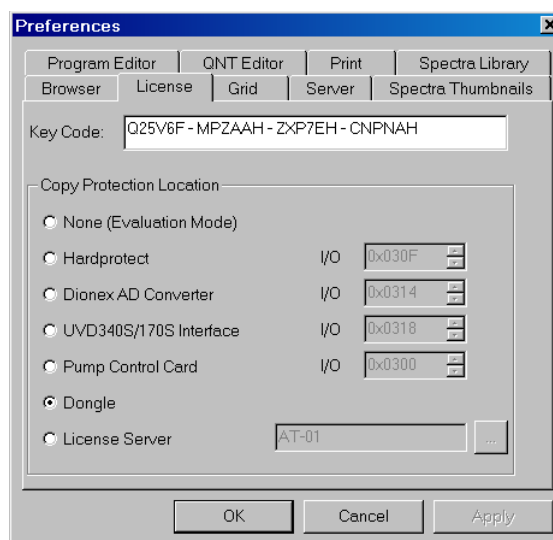 Preferences
Program Editor QNT Editor Print Spectra Library
Browser License Grid Server Spectra Thumbnails
Key Code: Q25V6F - MPZAAH - ZXP7EH - CNPNAH
Copy Protection Location
None (Evaluation Mode)
Hardprotect I/O 0x030F
Dionex AD Converter I/O 0x0314
UVD340S/170S Interface I/O 0x0318
Pump Control Card I/O 0x0300
Dongle
License Server AT-01 ...
OK Cancel Apply